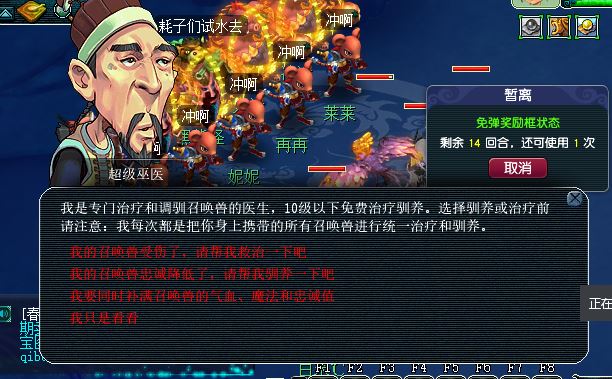 耗子们试水去
冲啊
冲啊
冲啊
冲啊
莱莱
再再
妮妮
超级巫医
暂离
免弹奖励框状态
剩余 14 回合，还可使用 1 次
取消
我是专门治疗和调驯召唤兽的医生，10级以下免费治疗驯养。选择驯养或治疗前
请注意：我每次都是把你身上携带的所有召唤兽进行统一治疗和驯养。
我的召唤兽受伤了，请帮我救治一下吧
我的召唤兽忠诚降低了，请帮我驯养一下吧
我要同时补满召唤兽的气血、魔法和忠诚值
我只是看看
正在
[春
qib
F1 F2 F3 F4 F5 F6 F7 F8